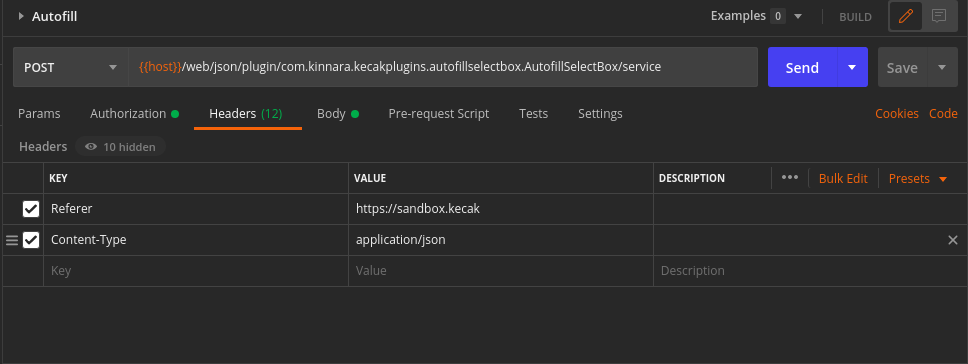 Autofill
Examples 0
BUILD
POST
{{host}}/web/json/plugin/com.kinnara.kecakplugins.autofillselectbox.AutofillSelectBox/service
Send
Save
Params
Authorization
Headers (12)
Body
Pre-request Script
Tests
Settings
Cookies
Code
Headers
10 hidden
KEY VALUE DESCRIPTION ••• Bulk Edit Presets
Referer https://sandbox.kecak
Content-Type application/json
Key Value Description